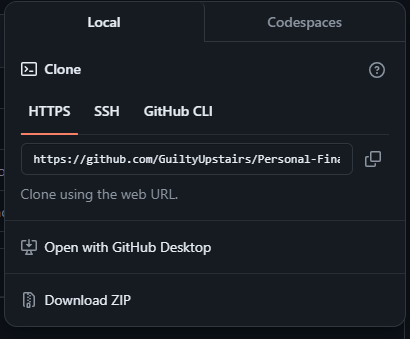 Local Codespaces
Clone
HTTPS SSH GitHub CLI
https://github.com/GuiltyUpstairs/Personal-Fina
Clone using the web URL.
Open with GitHub Desktop
Download ZIP